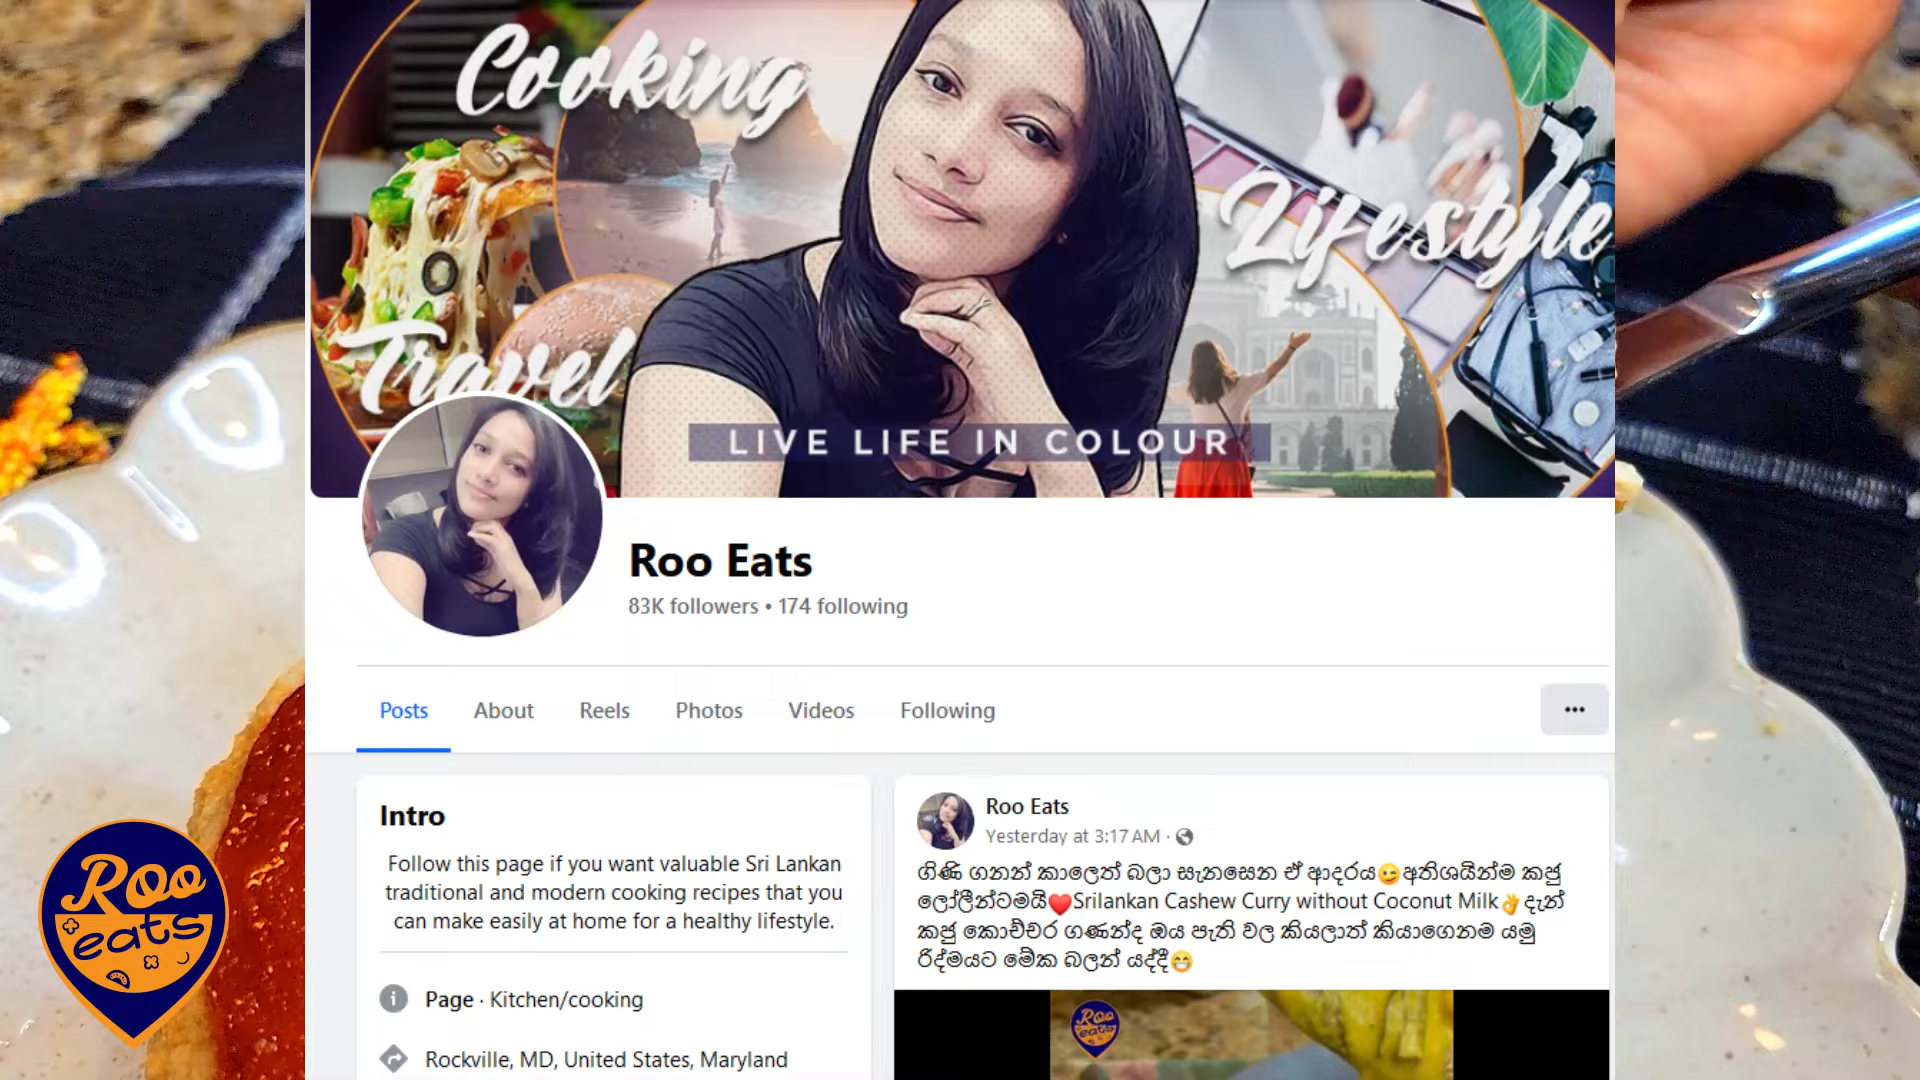 Cooking
Lifestyle
Travel
LIVE LIFE IN COLOUR
Roo Eats
83K followers • 174 following
Posts
About
Reels
Photos
Videos
Following
Intro
Follow this page if you want valuable Sri Lankan
traditional and modern cooking recipes that you
can make easily at home for a healthy lifestyle.
Page · Kitchen/cooking
Rockville, MD, United States, Maryland
Roo Eats
Yesterday at 3:17 AM ·
ගිණි ගනන් කාලෙත් බලා සැනසෙන ඒ ආදරය😉අතිශයින්ම කජු
ලෝලීන්ටමයි❤️Srilankan Cashew Curry without Coconut Milk👌දැන්
කජු කොච්චර ගණන්ද ඔය පැති වල කියලාත් කියාගෙනම යමු
රිද්මයට මේක බලන් යද්දී😁
Roo
eats
Roo
eats